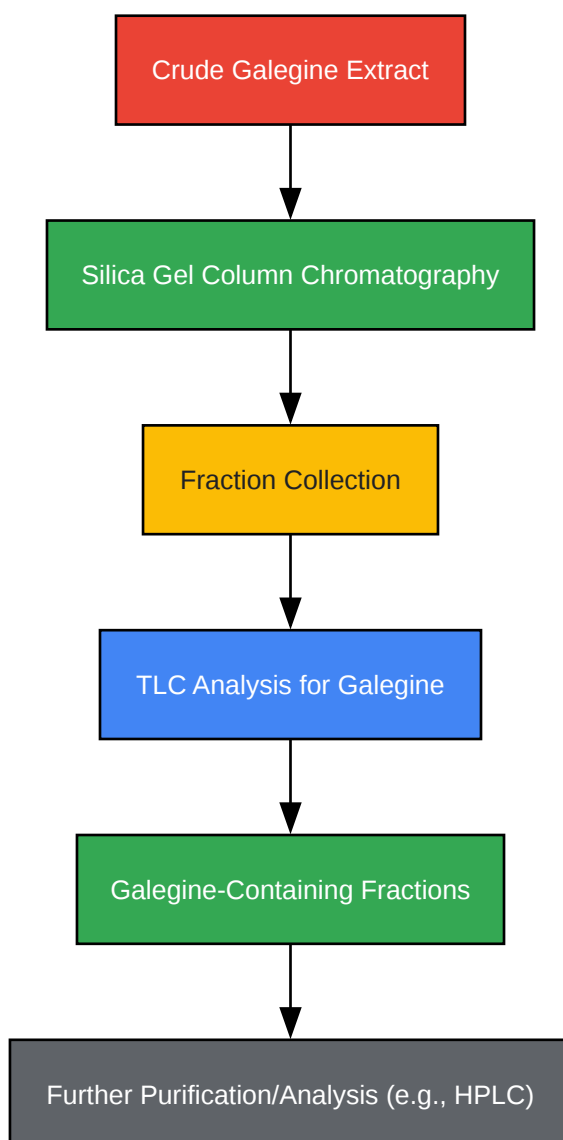 Crude Galegine Extract
Silica Gel Column Chromatography
Fraction Collection
TLC Analysis for Galegine
Galegine-Containing Fractions
Further Purification/Analysis (e.g., HPLC)